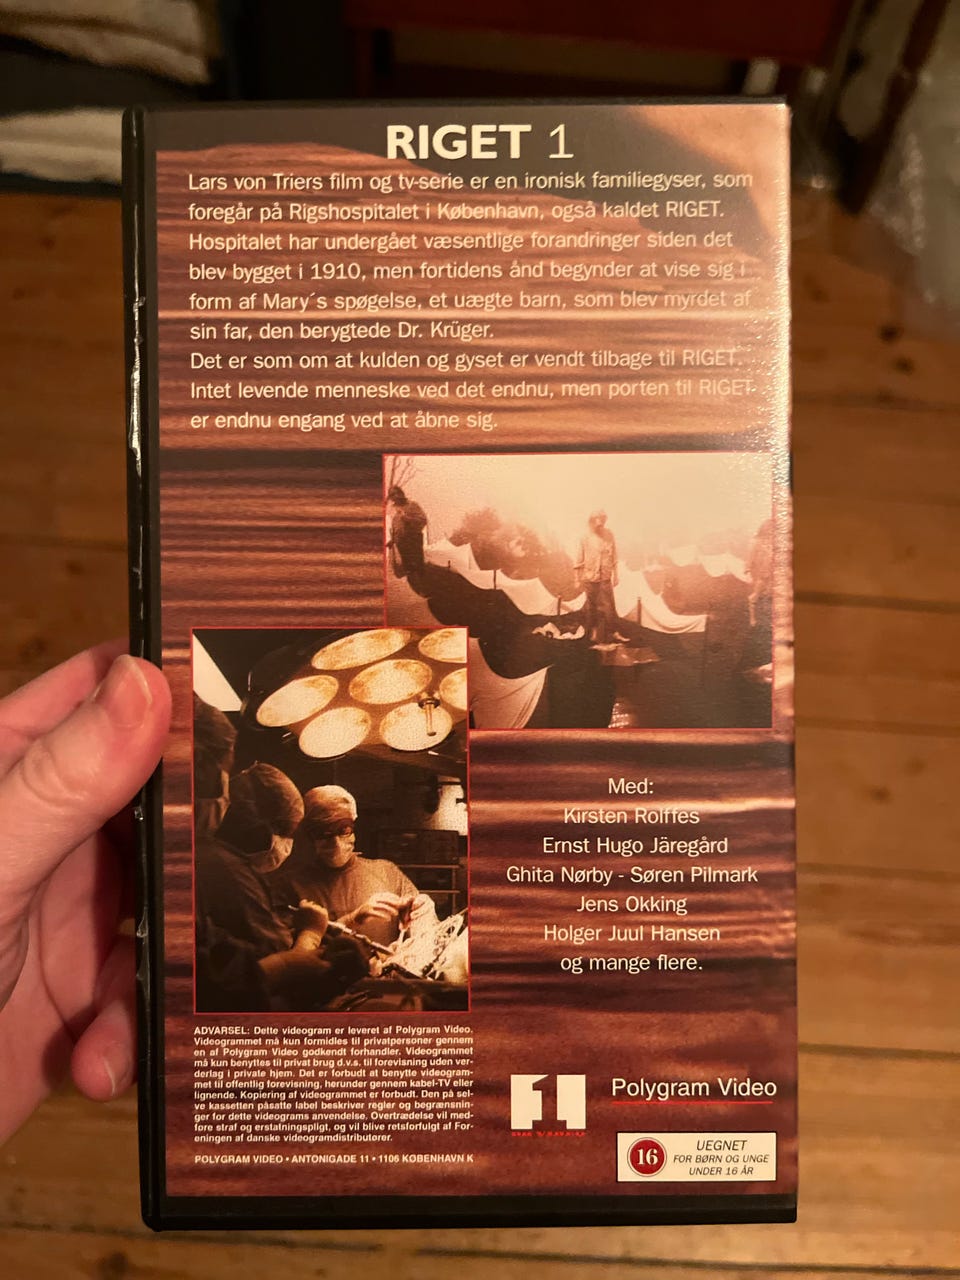 RIGET 1
Lars von Triers film og tv-serie er en ironisk familiegyser, som
foregår på Rigshospitalet i København, også kaldet RIGET.
Hospitalet har undergået væsentlige forandringer siden det
blev bygget i 1910, men fortidens ånd begynder at vise sig i
form af Mary´s spøgelse, et uægte barn, som blev myrdet af
sin far, den berygtede Dr. Krüger.
Det er som om at kulden og gyset er vendt tilbage til RIGET.
Intet levende menneske ved det endnu, men porten til RIGET
er endnu engang ved at åbne sig.
Med:
Kirsten Rolffes
Ernst Hugo Järegård
Ghita Nørby - Søren Pilmark
Jens Okking
Holger Juul Hansen
og mange flere.
ADVARSEL: Dette videogram er leveret af Polygram Video.
Videogrammet må kun formidles til privatpersoner gennem
en af Polygram Video godkendt forhandler. Videogrammet
må kun benyttes til privat brug d.v.s. til forevisning uden ver-
derlag i private hjem. Det er forbudt at benytte videogram-
met til offentlig forevisning, herunder gennem kabel-TV eller
lignende. Kopiering af videogrammet er forbudt. Den på sel-
ve kassetten påsatte label beskriver regler og begrænsnin-
ger for dette videograms anvendelse. Overtrædelse vil med-
føre straf og erstatningspligt, og vil blive retsforfulgt af For-
eningen af danske videogramdistributører.
POLYGRAM VIDEO • ANTONIGADE 11 • 1106 KØBENHAVN K
1
Polygram Video
16
UEGNET
FOR BØRN OG UNGE
UNDER 16 ÅR